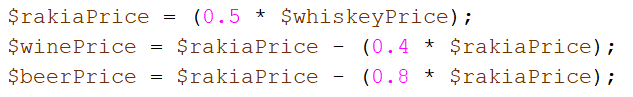 $rakiaPrice = (0.5 * $whiskeyPrice);
$winePrice = $rakiaPrice - (0.4 * $rakiaPrice);
$beerPrice = $rakiaPrice - (0.8 * $rakiaPrice);